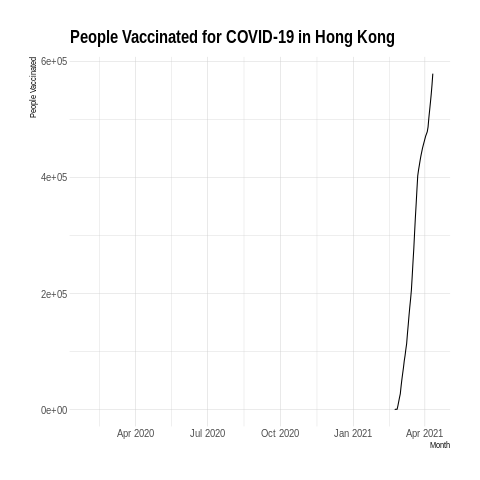 People Vaccinated for COVID-19 in Hong Kong
People Vaccinated
6e+05
4e+05
2e+05
0e+00
Apr 2020 Jul 2020 Oct 2020 Jan 2021 Apr 2021
Month